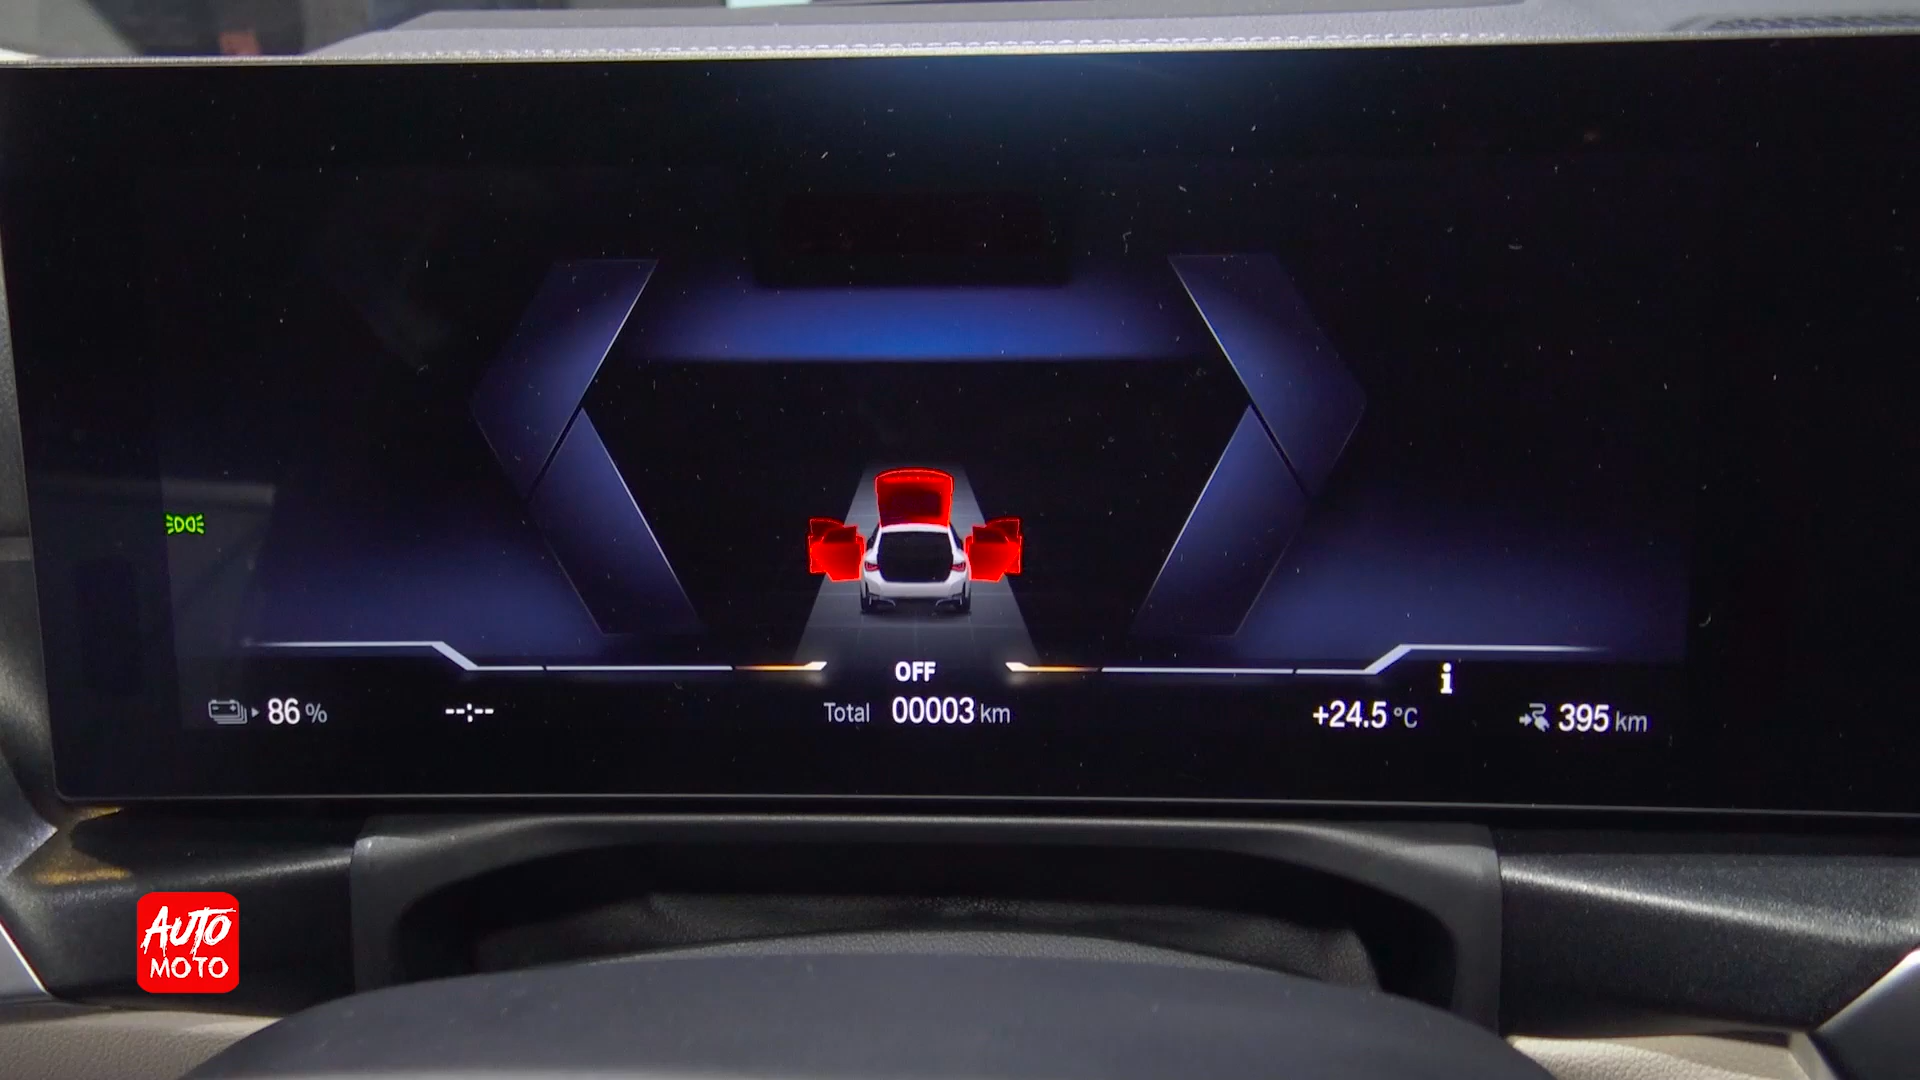 OFF
86 %
--:--
Total 00003 km
+24.5 °C
395 km
AUTO
MOTO